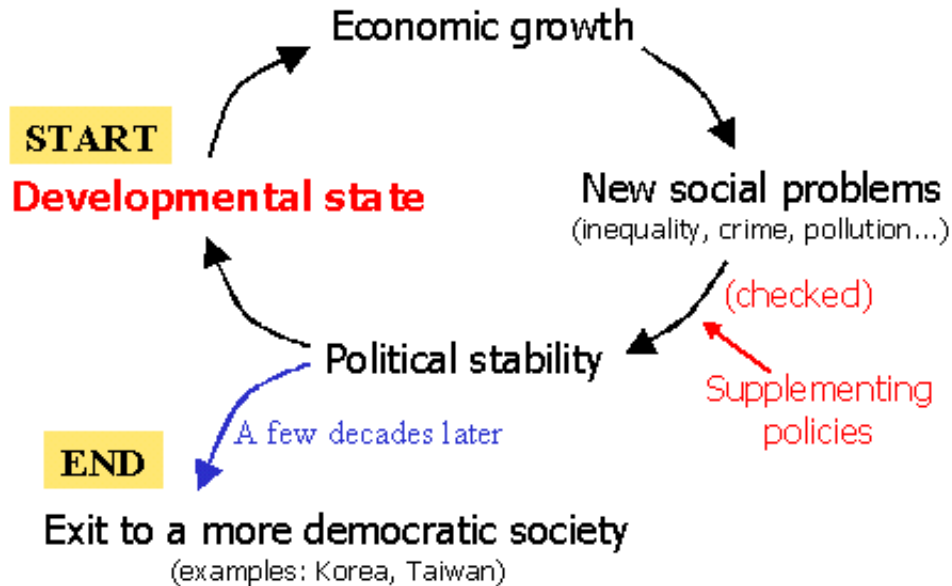 Economic growth
START
Developmental state
New social problems
(inequality, crime, pollution...)
(checked)
Political stability
Supplementing
policies
A few decades later
END
Exit to a more democratic society
(examples: Korea, Taiwan)